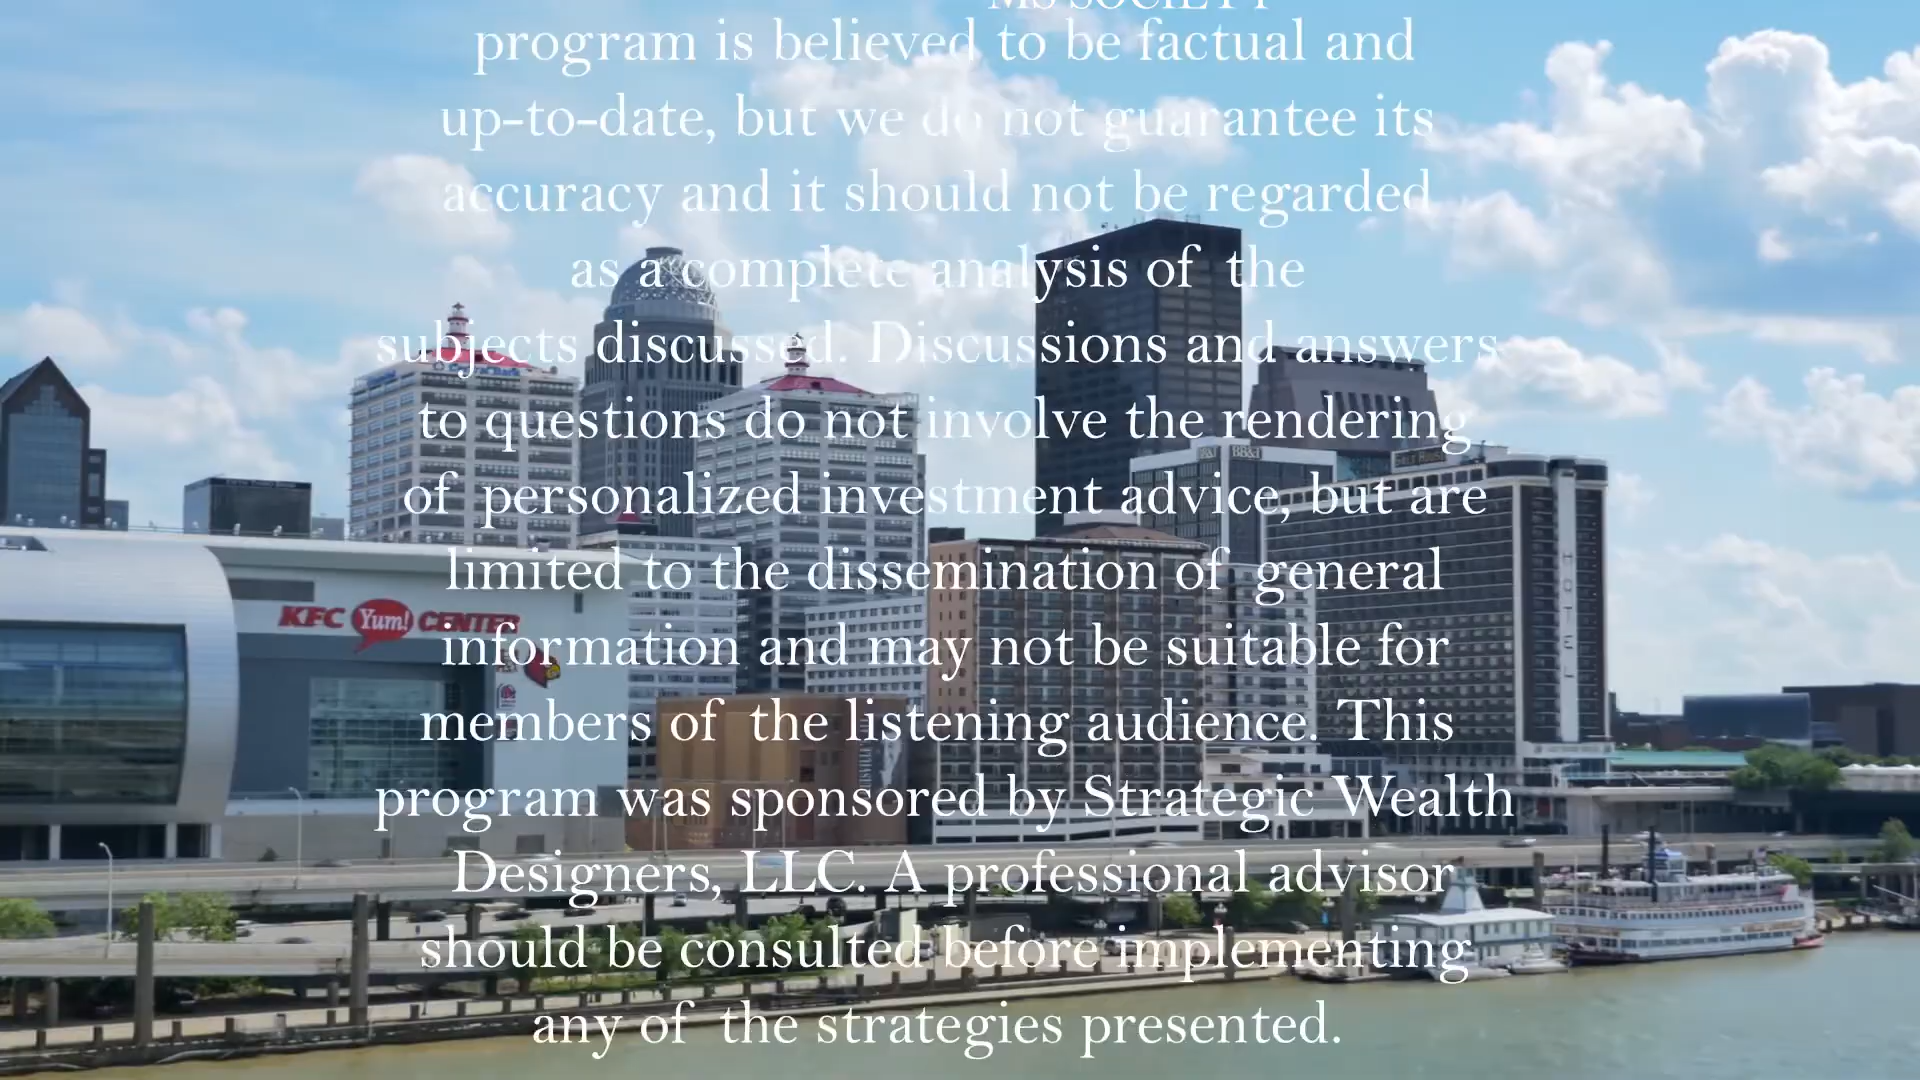 MS SOCIETY
program is believed to be factual and
up-to-date, but we do not guarantee its
accuracy and it should not be regarded
as a complete analysis of the
subjects discussed. Discussions and answers
to questions do not involve the rendering
of personalized investment advice, but are
limited to the dissemination of general
information and may not be suitable for
members of the listening audience. This
program was sponsored by Strategic Wealth
Designers, LLC. A professional advisor
should be consulted before implementing
any of the strategies presented.
KFC Yum! CENTER
BB&T
HOTEL